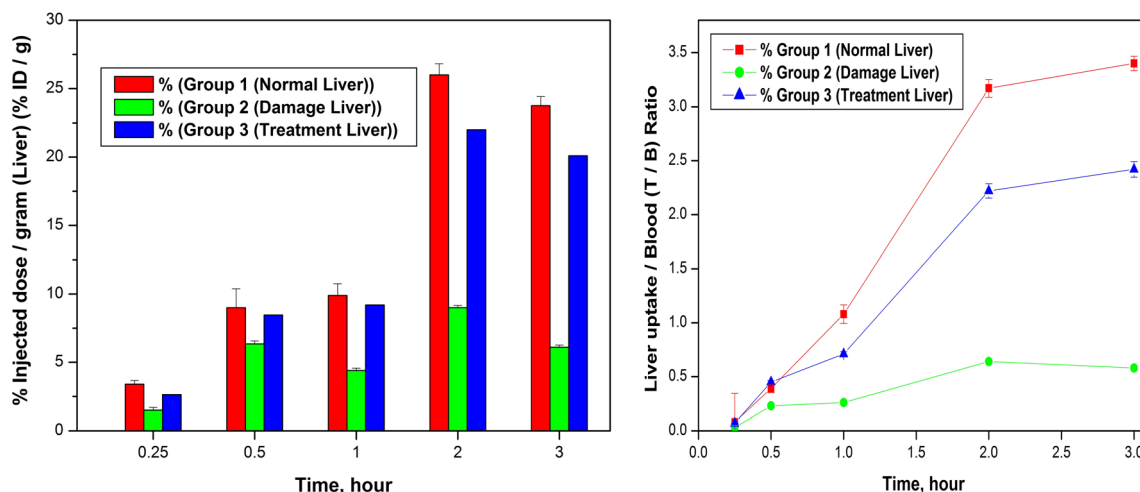 % Injected dose / gram (Liver) (% ID / g)
30
25
20
15
10
5
0
% (Group 1 (Normal Liver))
% (Group 2 (Damage Liver))
% (Group 3 (Treatment Liver))
0.25 0.5 1 2 3
Time, hour
Liver uptake / Blood (T / B) Ratio
3.5
3.0
2.5
2.0
1.5
1.0
0.5
0.0
% Group 1 (Normal Liver)
% Group 2 (Damage Liver)
% Group 3 (Treatment Liver)
0.0 0.5 1.0 1.5 2.0 2.5 3.0
Time, hour